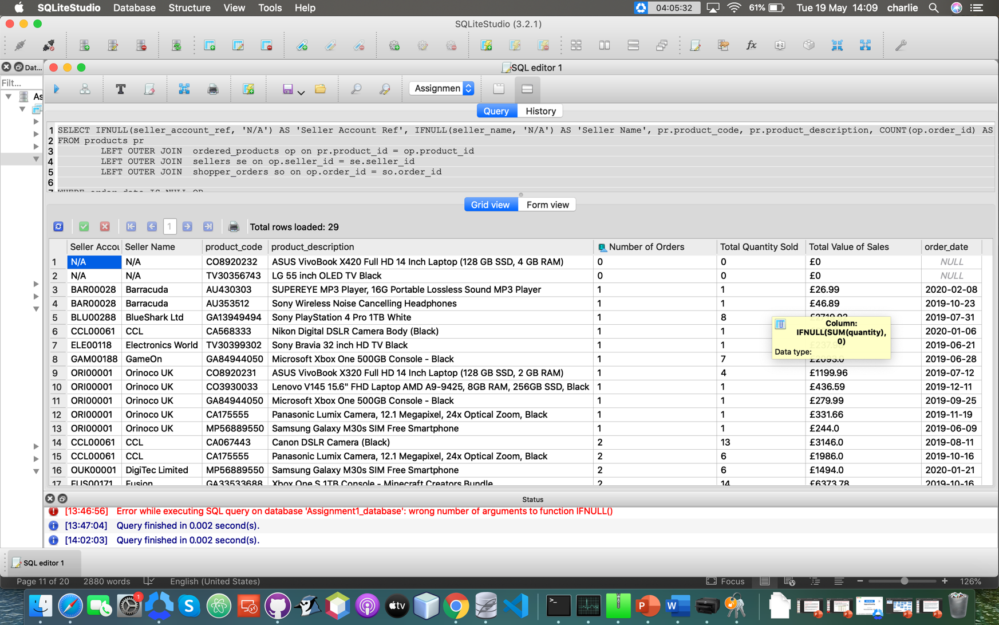 SQLiteStudio Database Structure View Tools Help 04:05:32 61% Tue 19 May 14:09 charlie
SQLiteStudio (3.2.1)
Dat... SQL editor 1
Filt...
Assignmen
As
Query History
1 SELECT IFNULL(seller_account_ref, 'N/A') AS 'Seller Account Ref', IFNULL(seller_name, 'N/A') AS 'Seller Name', pr.product_code, pr.product_description, COUNT(op.order_id) AS
2 FROM products pr
3 LEFT OUTER JOIN ordered_products op on pr.product_id = op.product_id
4 LEFT OUTER JOIN sellers se on op.seller_id = se.seller_id
5 LEFT OUTER JOIN shopper_orders so on op.order_id = so.order_id
6
7 WHERE order_date IS NULL OR
Grid view Form view
1 Total rows loaded: 29
Seller Accou Seller Name product_code product_description Number of Orders Total Quantity Sold Total Value of Sales order_date
1 N/A N/A CO8920232 ASUS VivoBook X420 Full HD 14 Inch Laptop (128 GB SSD, 4 GB RAM) 0 0 £0 NULL
2 N/A N/A TV30356743 LG 55 inch OLED TV Black 0 0 £0 NULL
3 BAR00028 Barracuda AU430303 SUPEREYE MP3 Player, 16G Portable Lossless Sound MP3 Player 1 1 £26.99 2020-02-08
4 BAR00028 Barracuda AU353512 Sony Wireless Noise Cancelling Headphones 1 1 £46.89 2019-10-23
5 BLU00288 BlueShark Ltd GA13949494 Sony PlayStation 4 Pro 1TB White 1 8 2019-07-31
6 CCL00061 CCL CA568333 Nikon Digital DSLR Camera Body (Black) 1 1 2020-01-06
7 ELE00118 Electronics World TV30399302 Sony Bravia 32 inch HD TV Black 1 1 2019-06-21
8 GAM00188 GameOn GA84944050 Microsoft Xbox One 500GB Console - Black 1 7 £2093.0 2019-06-28
Column:
IFNULL(SUM(quantity),
0)
Data type:
9 ORI00001 Orinoco UK CO8920231 ASUS VivoBook X320 Full HD 14 Inch Laptop (128 GB SSD, 2 GB RAM) 1 4 £1199.96 2019-07-12
10 ORI00001 Orinoco UK CO3930033 Lenovo V145 15.6" FHD Laptop AMD A9-9425, 8GB RAM, 256GB SSD, Black 1 1 £436.59 2019-12-11
11 ORI00001 Orinoco UK GA84944050 Microsoft Xbox One 500GB Console - Black 1 1 £279.99 2019-09-25
12 ORI00001 Orinoco UK CA175555 Panasonic Lumix Camera, 12.1 Megapixel, 24x Optical Zoom, Black 1 1 £331.66 2019-11-19
13 ORI00001 Orinoco UK MP56889550 Samsung Galaxy M30s SIM Free Smartphone 1 1 £244.0 2019-06-09
14 CCL00061 CCL CA067443 Canon DSLR Camera (Black) 2 13 £3146.0 2019-08-11
15 CCL00061 CCL CA175555 Panasonic Lumix Camera, 12.1 Megapixel, 24x Optical Zoom, Black 2 6 £1986.0 2019-10-16
16 OUK00001 DigiTec Limited MP56889550 Samsung Galaxy M30s SIM Free Smartphone 2 6 £1494.0 2020-01-21
17 FUS00171 Fusion GA33533688 Xbox One S 1TB Console - Minecraft Creators Bundle 2 14 £6373.78 2019-10-16
Status
[13:46:56] Error while executing SQL query on database 'Assignment1_database': wrong number of arguments to function IFNULL()
[13:47:04] Query finished in 0.002 second(s).
[14:02:03] Query finished in 0.002 second(s).
SQL editor 1
Page 11 of 20 2880 words English (United States) Focus 126%